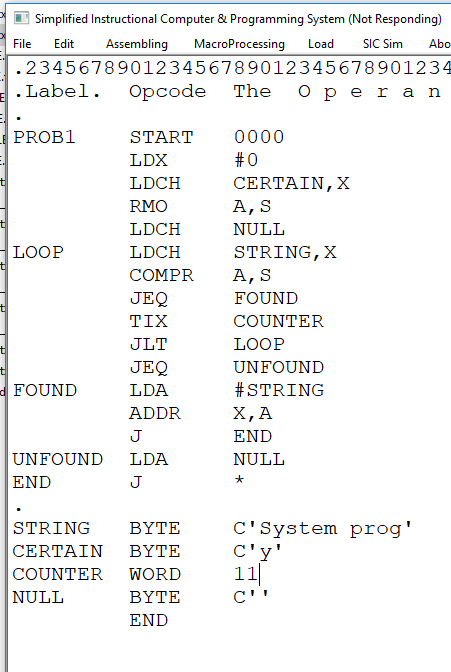 Simplified Instructional Computer & Programming System (Not Responding)
File Edit Assembling MacroProcessing Load SIC Sim Abo
.23456789012345678901234567890123456789012 34
.Label. Opcode The O p e r a n
.
PROB1 START 0000
LDX #0
LDCH CERTAIN,X
RMO A,S
LDCH NULL
LOOP LDCH STRING,X
COMPR A,S
JEQ FOUND
TIX COUNTER
JLT LOOP
JEQ UNFOUND
FOUND LDA #STRING
ADDR X,A
J END
UNFOUND LDA NULL
END J *
.
STRING BYTE C'System prog'
CERTAIN BYTE C'y'
COUNTER WORD 11
NULL BYTE C''
END